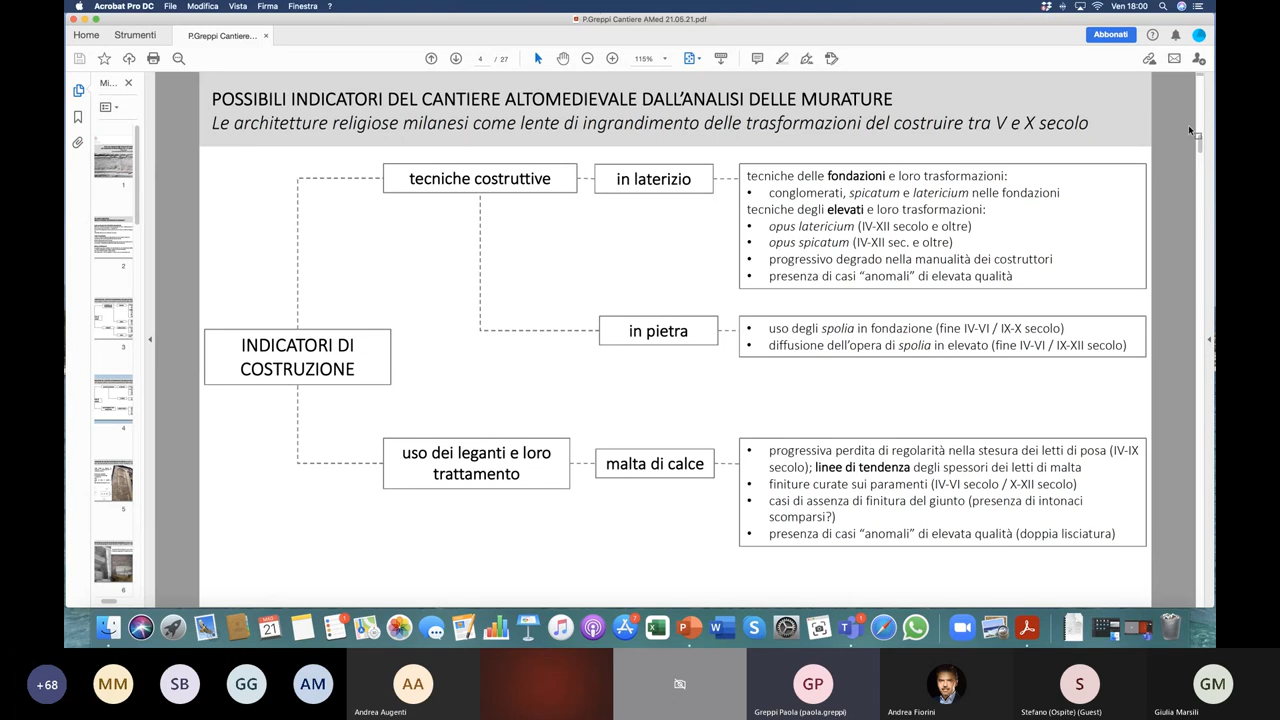 Acrobat Pro DC File Modifica Vista Firma Finestra ? Ven 18:00
P.Greppi Cantiere AMed 21.05.21.pdf
Home Strumenti P.Greppi Cantiere... × Abbonati
4 / 27 115%
Mi...
POSSIBILI INDICATORI DEL CANTIERE ALTOMEDIEVALE DALL'ANALISI DELLE MURATURE
Le architetture religiose milanesi come lente di ingrandimento delle trasformazioni del costruire tra V e X secolo
INDICATORI DI
COSTRUZIONE
tecniche costruttive
in laterizio
tecniche delle fondazioni e loro trasformazioni:
• conglomerati, spicatum e latericium nelle fondazioni
tecniche degli elevati e loro trasformazioni:
• opus latericium (IV-XII secolo e oltre)
• opus spicatum (IV-XII sec. e oltre)
• progressivo degrado nella manualità dei costruttori
• presenza di casi “anomali” di elevata qualità
in pietra
• uso degli spolia in fondazione (fine IV-VI / IX-X secolo)
• diffusione dell'opera di spolia in elevato (fine IV-VI / IX-XII secolo)
uso dei leganti e loro
trattamento
malta di calce
• progressiva perdita di regolarità nella stesura dei letti di posa (IV-IX
secolo); linee di tendenza degli spessori dei letti di malta
• finiture curate sui paramenti (IV-VI secolo / X-XII secolo)
• casi di assenza di finitura del giunto (presenza di intonaci
scomparsi?)
• presenza di casi “anomali” di elevata qualità (doppia lisciatura)
1
2
3
4
5
6
MAG
21
+68 MM SB GG AM AA GP S GM
Andrea Augenti Greppi Paola (paola.greppi) Andrea Fiorini Stefano (Ospite) (Guest) Giulia Marsili